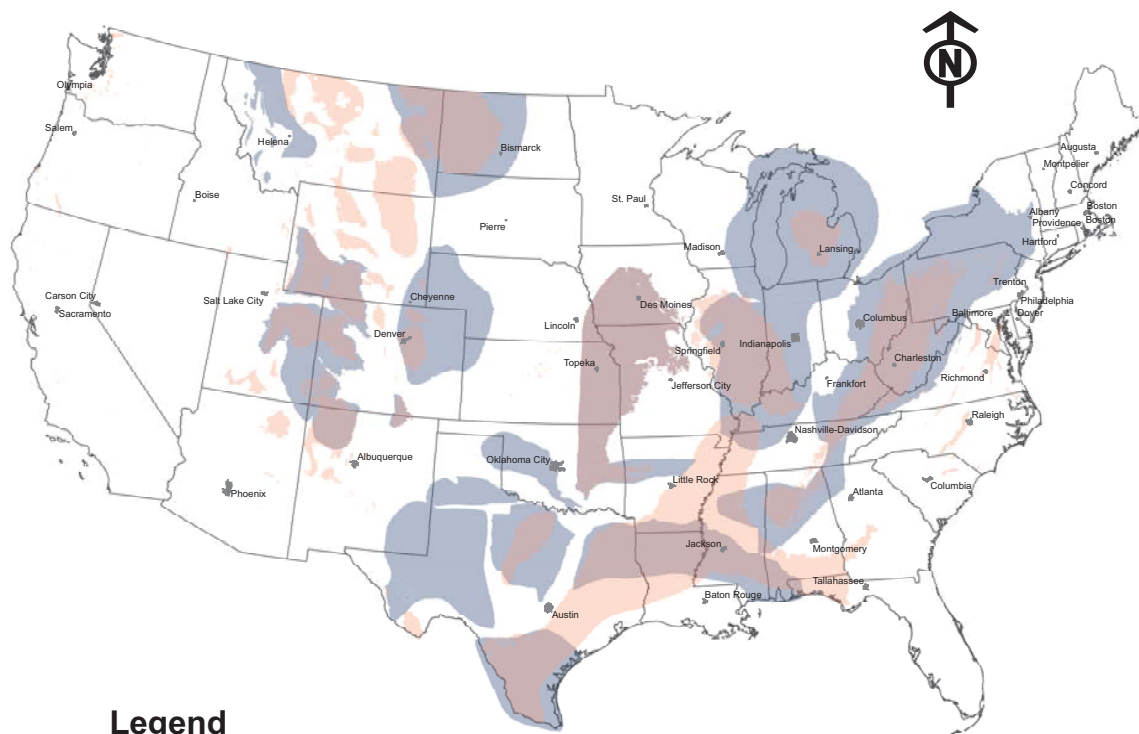 N
Olympia
Salem
Helena
Bismarck
Boise
Pierre
St. Paul
Madison
Lansing
Augusta
Montpelier
Concord
Boston
Albany
Providence
Boston
Hartford
Carson City
Sacramento
Salt Lake City
Cheyenne
Denver
Lincoln
Des Moines
Topeka
Jefferson City
Springfield
Indianapolis
Columbus
Charleston
Frankfort
Trenton
Philadelphia
Baltimore
Dover
Richmond
Raleigh
Nashville-Davidson
Phoenix
Albuquerque
Oklahoma City
Little Rock
Atlanta
Columbia
Jackson
Montgomery
Tallahassee
Baton Rouge
Austin
Legend